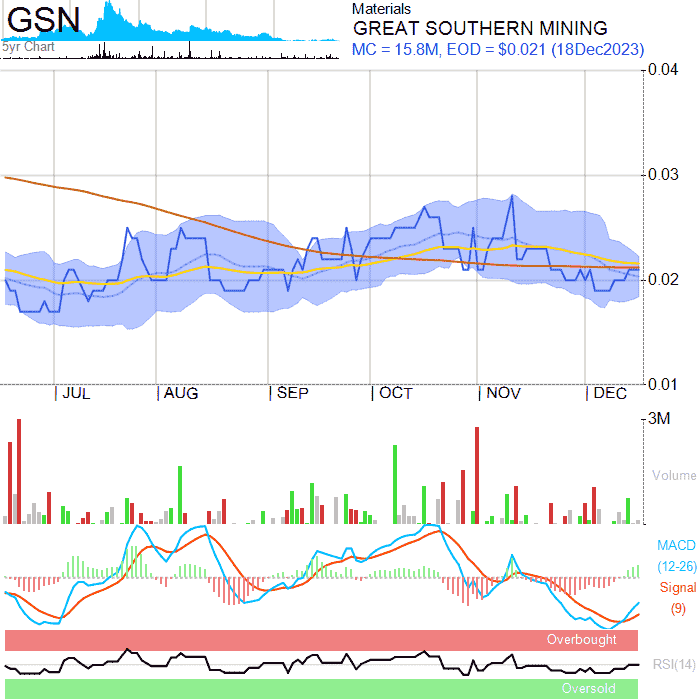 GSN
5yr Chart
Materials
GREAT SOUTHERN MINING
MC = 15.8M, EOD = $0.021 (18Dec2023)
0.04
0.03
0.02
0.01
JUL AUG SEP OCT NOV DEC
3M
Volume
MACD
(12-26)
Signal
(9)
Overbought
RSI(14)
Oversold